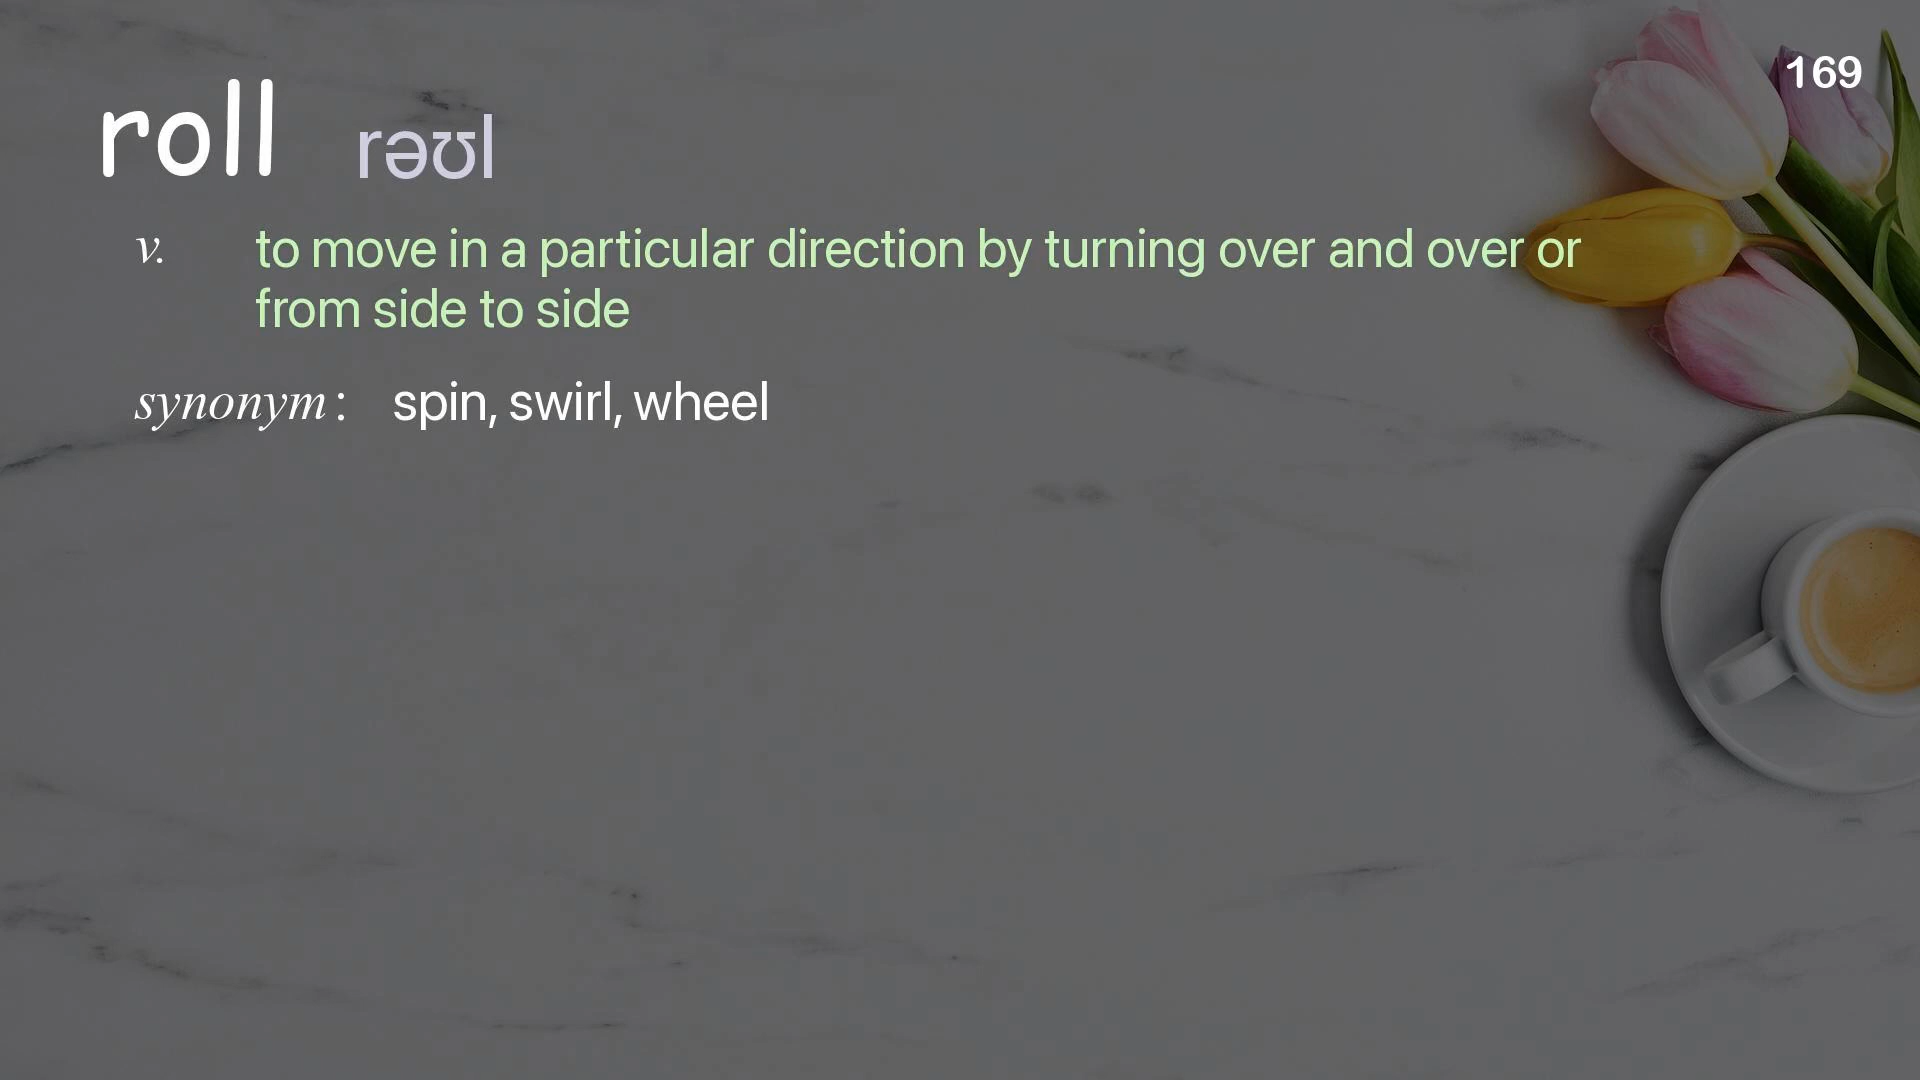 169
roll rəʊl
v. to move in a particular direction by turning over and over or
from side to side
synonym : spin, swirl, wheel